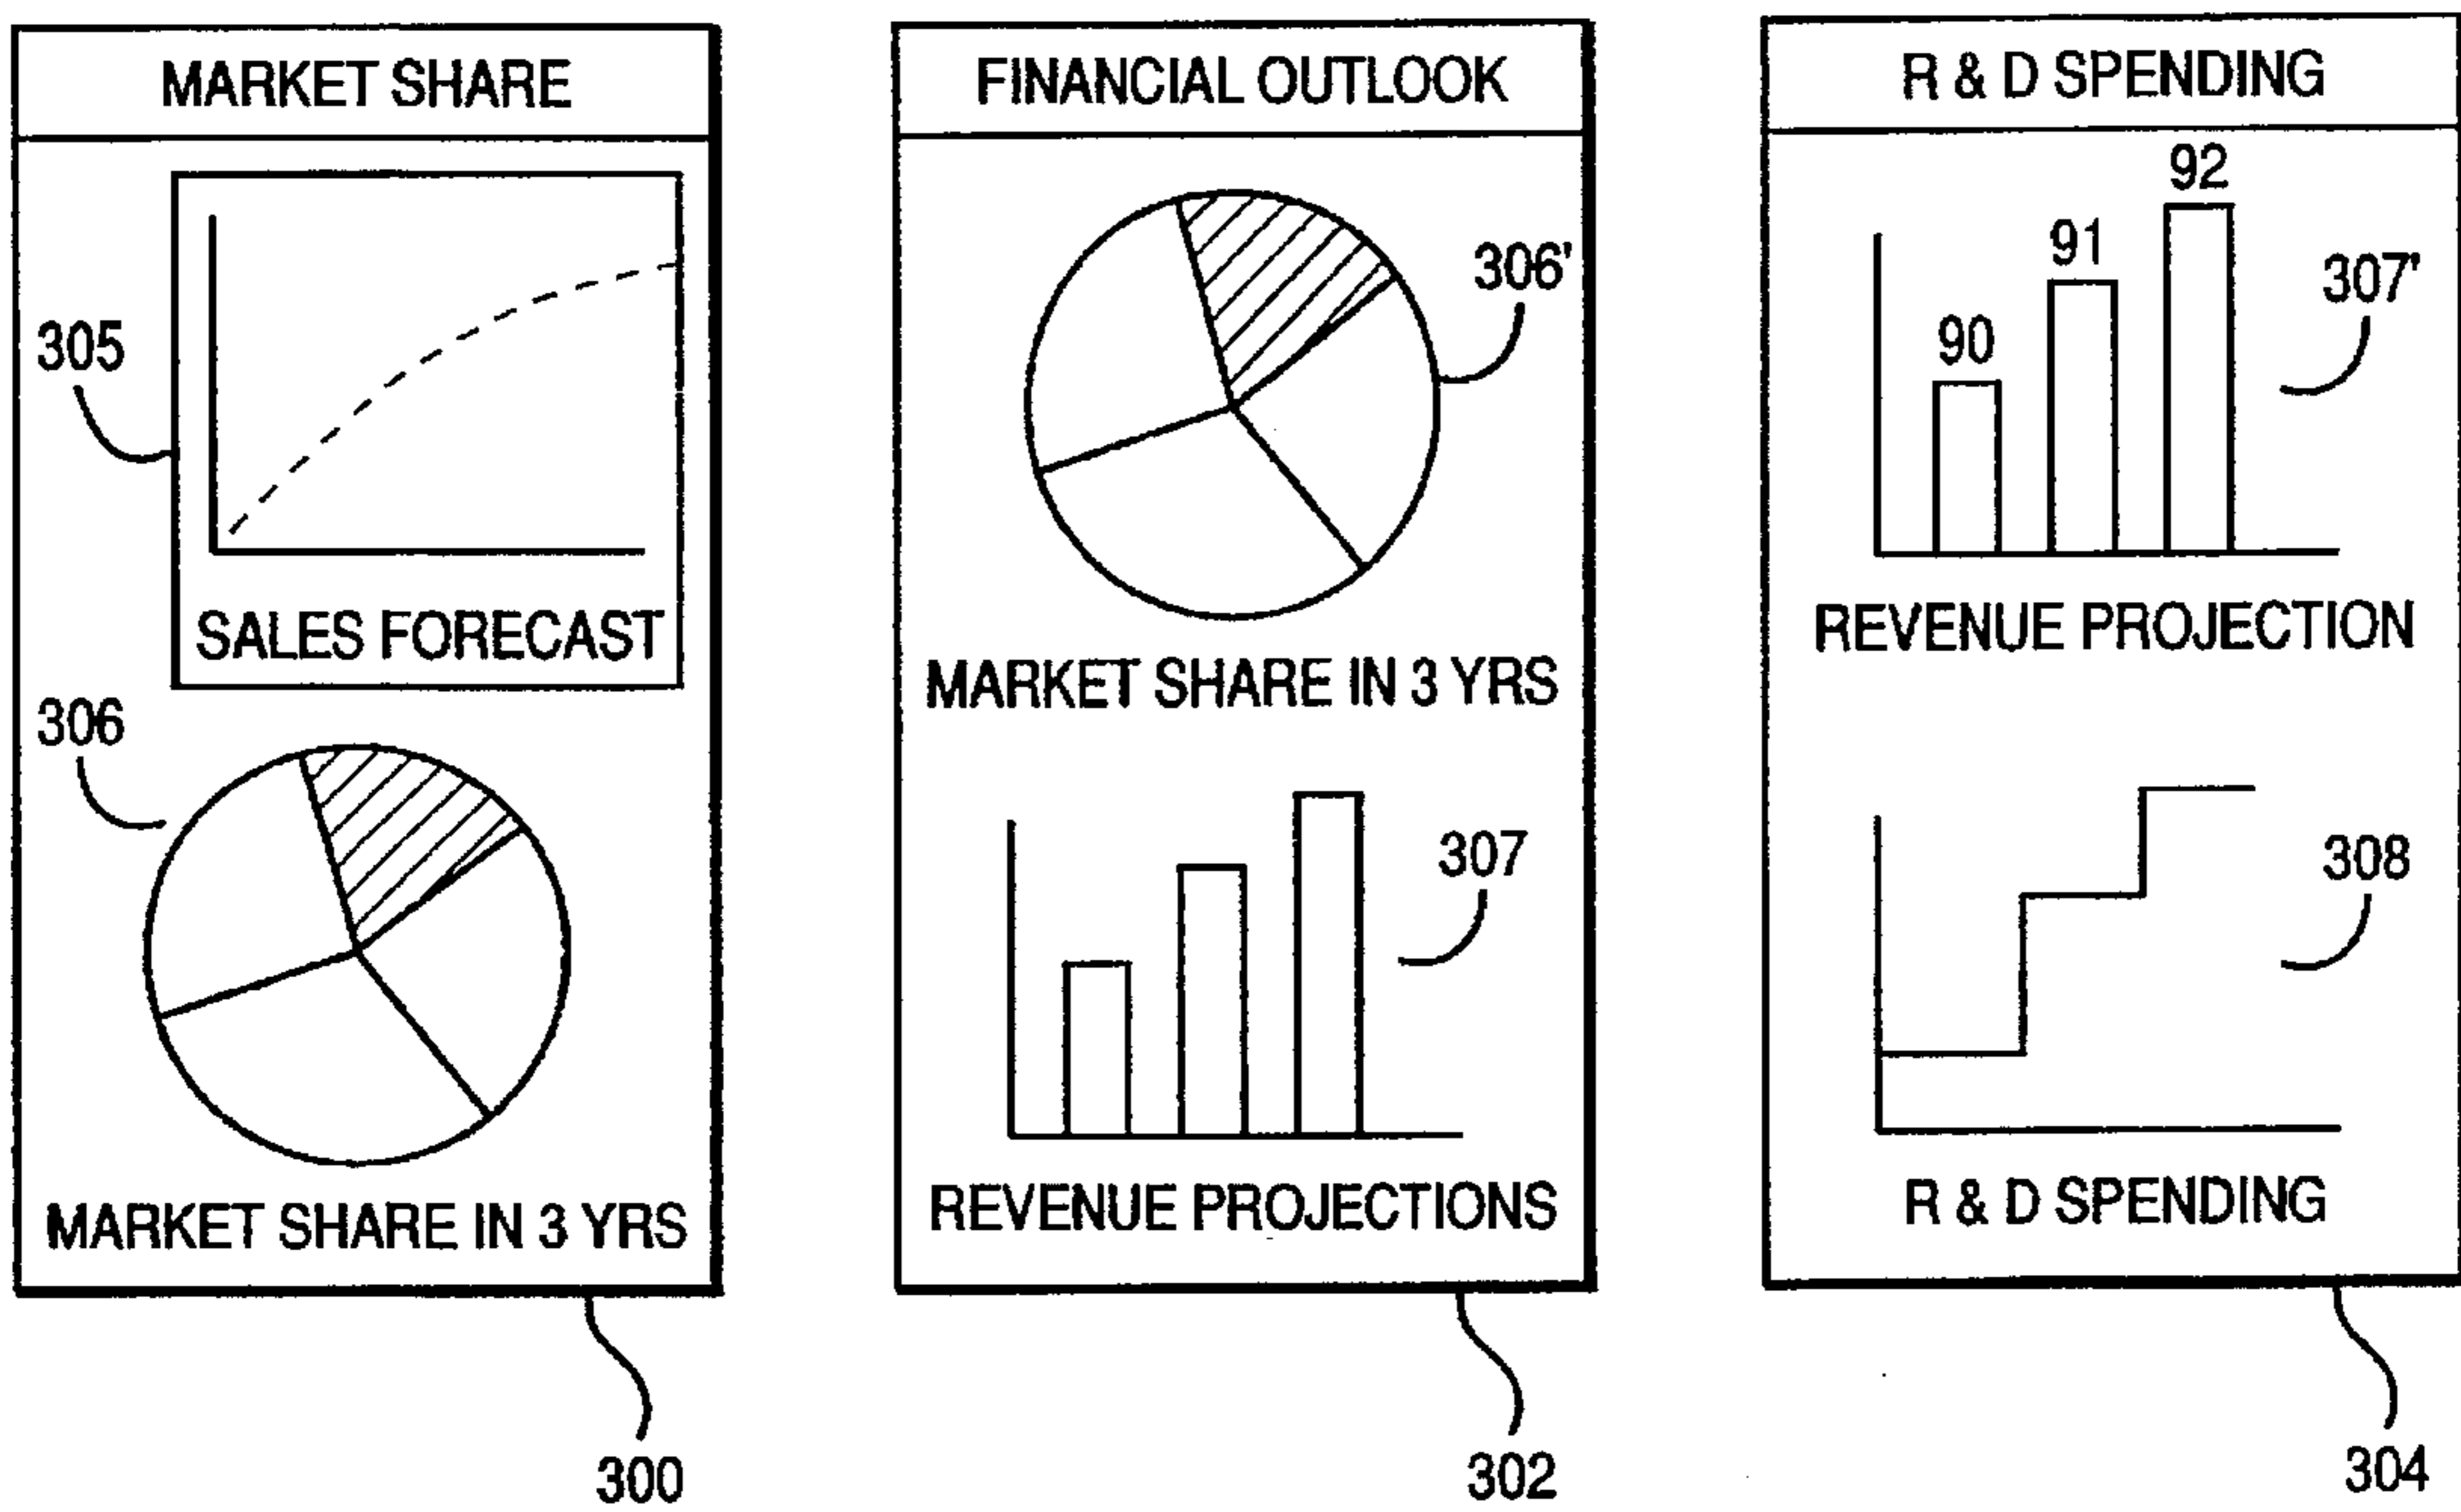 MARKET SHARE
305
SALES FORECAST
306
MARKET SHARE IN 3 YRS
300
FINANCIAL OUTLOOK
306'
MARKET SHARE IN 3 YRS
307
REVENUE PROJECTIONS
302
R & D SPENDING
92
91
90
307'
REVENUE PROJECTION
308
R & D SPENDING
304